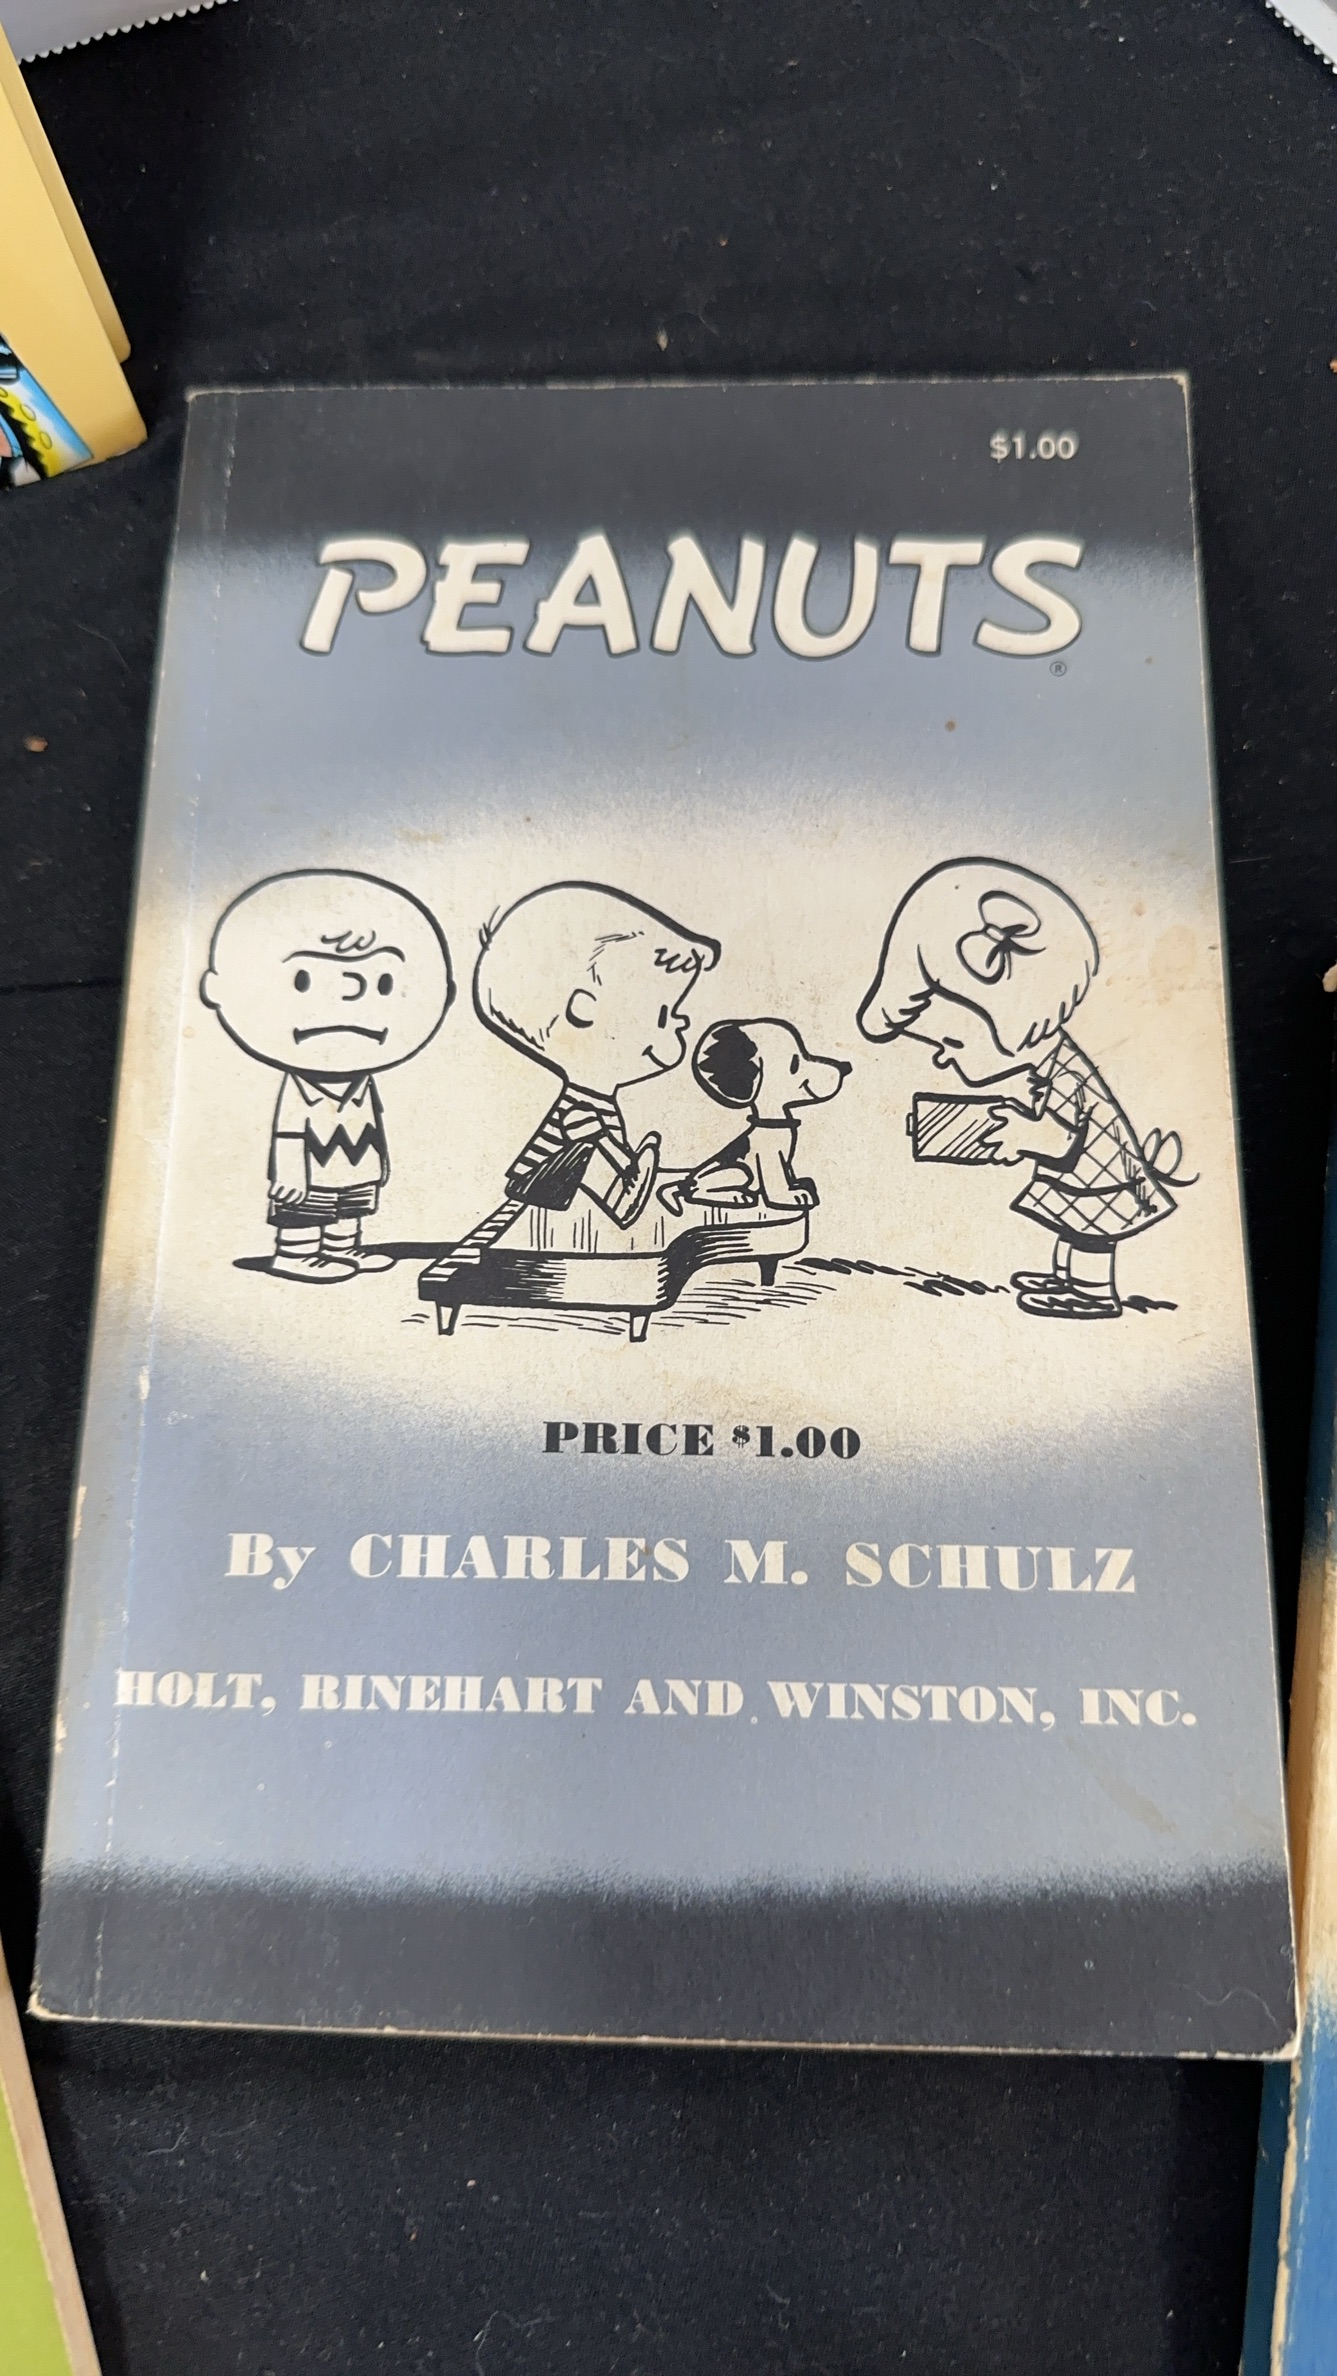 $1.00
PEANUTS
®
PRICE $1.00
By CHARLES M. SCHULZ
HOLT, RINEHART AND WINSTON, INC.